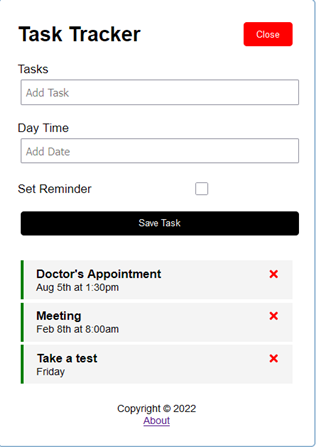 Task Tracker
Close
Tasks
Add Task
Day Time
Add Date
Set Reminder
Save Task
Doctor's Appointment
Aug 5th at 1:30pm
Meeting
Feb 8th at 8:00am
Take a test
Friday
Copyright © 2022
About